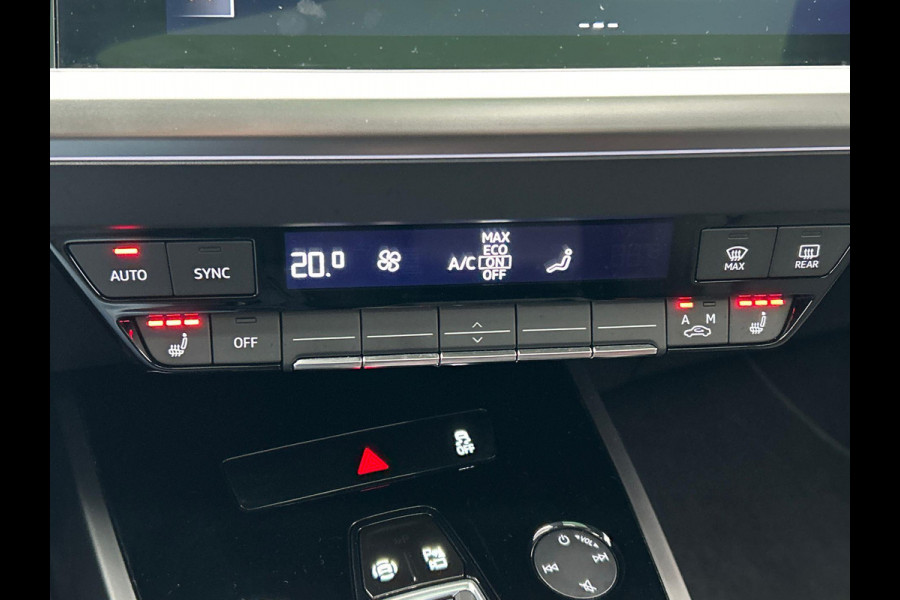 AUTO
SYNC
20.0
A/C
MAX
ECO
ON
OFF
MAX
REAR
OFF
A M
OFF